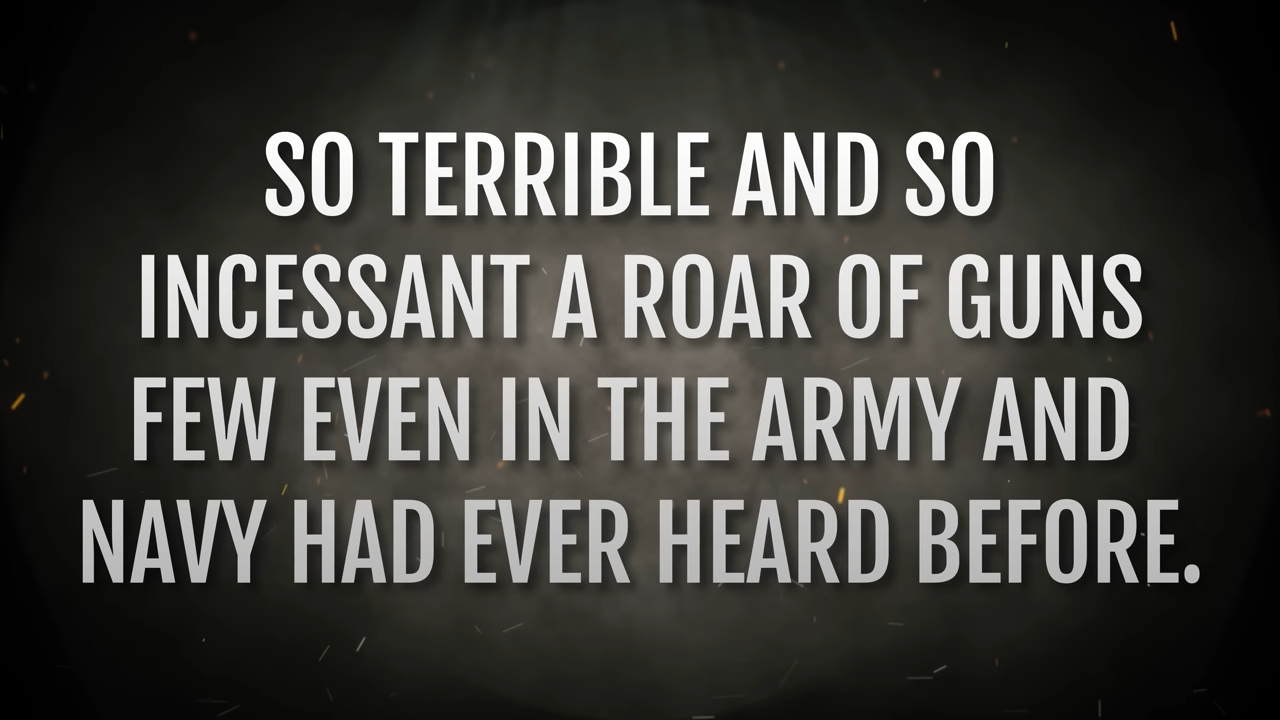 SO TERRIBLE AND SO
INCESSANT A ROAR OF GUNS
FEW EVEN IN THE ARMY AND
NAVY HAD EVER HEARD BEFORE.